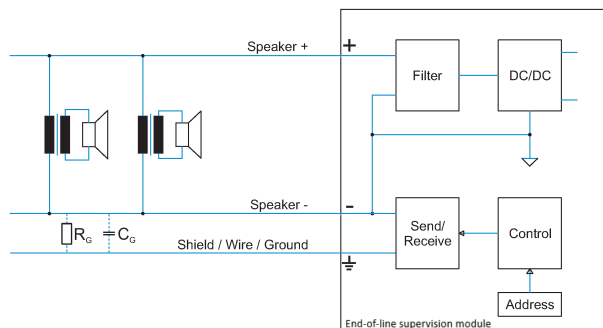 Speaker +
+
Filter
DC/DC
Speaker -
-
RG
CG
Send/
Receive
Control
Shield / Wire / Ground
Address
End-of-line supervision module